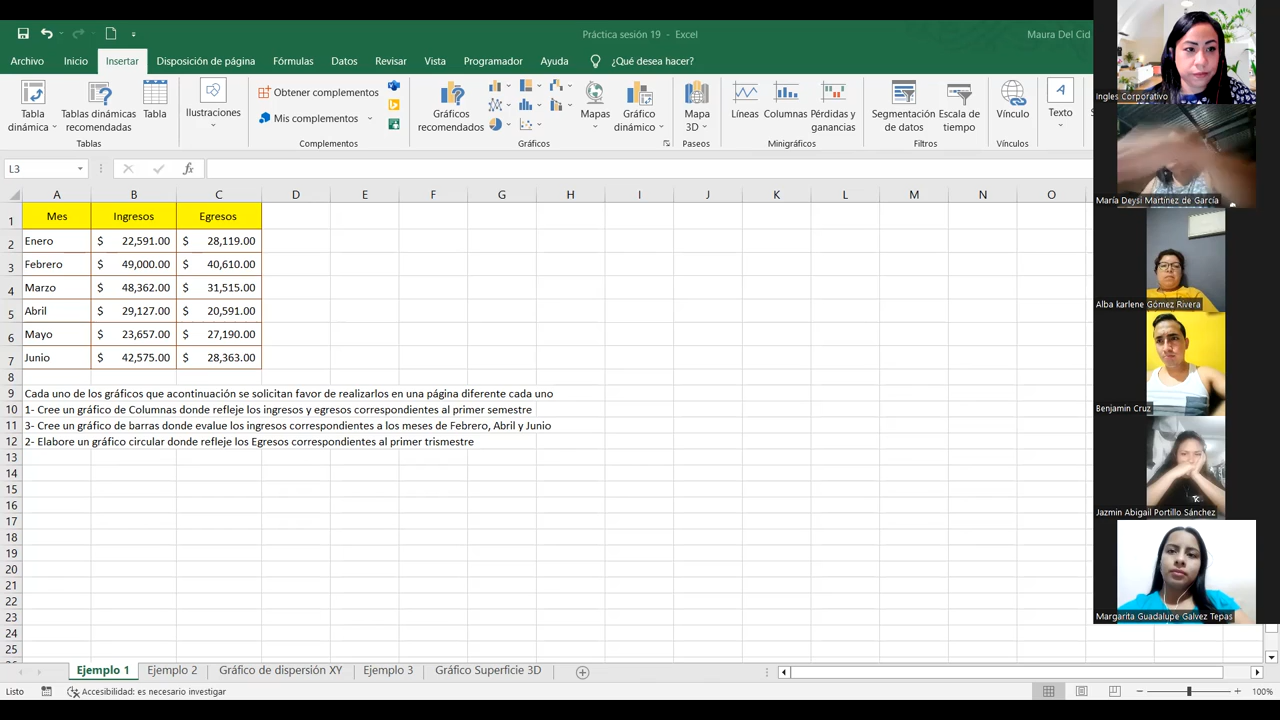 Práctica sesión 19 - Excel
Maura Del Cid
Archivo Inicio Insertar Disposición de página Fórmulas Datos Revisar Vista Programador Ayuda ¿Qué desea hacer?
Tabla dinámica
Tablas dinámicas recomendadas
Tabla
Tablas
Ilustraciones
Obtener complementos
Mis complementos
Complementos
Gráficos recomendados
Mapas
Gráfico dinámico
Gráficos
Mapa 3D
Paseos
Líneas
Columnas
Pérdidas y ganancias
Minigráficos
Segmentación de datos
Escala de tiempo
Filtros
Vínculo
Vínculos
Texto
L3
fx
A B C D E F G H I J K L M N O
1 Mes Ingresos Egresos
2 Enero $ 22,591.00 $ 28,119.00
3 Febrero $ 49,000.00 $ 40,610.00
4 Marzo $ 48,362.00 $ 31,515.00
5 Abril $ 29,127.00 $ 20,591.00
6 Mayo $ 23,657.00 $ 27,190.00
7 Junio $ 42,575.00 $ 28,363.00
8
9 Cada uno de los gráficos que acontinuación se solicitan favor de realizarlos en una página diferente cada uno
10 1- Cree un gráfico de Columnas donde refleje los ingresos y egresos correspondientes al primer semestre
11 3- Cree un gráfico de barras donde evalue los ingresos correspondientes a los meses de Febrero, Abril y Junio
12 2- Elabore un gráfico circular donde refleje los Egresos correspondientes al primer trismestre
13
14
15
16
17
18
19
20
21
22
23
24
25
Ejemplo 1 Ejemplo 2 Gráfico de dispersión XY Ejemplo 3 Gráfico Superficie 3D
Listo Accesibilidad: es necesario investigar 100%
Ingles Corporativo
María Deysi Martínez de García
Alba karlene Gómez Rivera
Benjamin Cruz
Jazmin Abigail Portillo Sánchez
Margarita Guadalupe Galvez Tepas